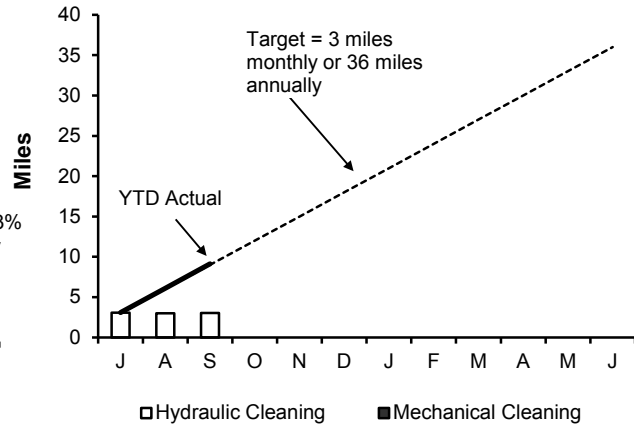 40
Target = 3 miles
monthly or 36 miles
annually
35
30
25
Miles
20
YTD Actual
15
3%
10
5
0
J A S O N D J F M A M J
Hydraulic Cleaning Mechanical Cleaning